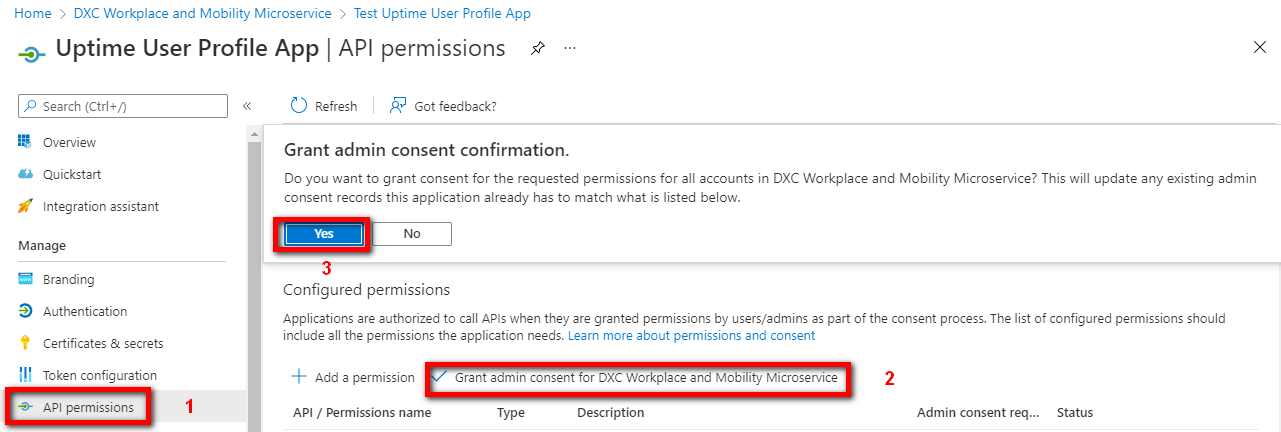 Home > DXC Workplace and Mobility Microservice > Test Uptime User Profile App
Uptime User Profile App | API permissions ...
Search (Ctrl+/)
Refresh
Got feedback?
Overview
Quickstart
Integration assistant
Manage
Branding
Authentication
Certificates & secrets
Token configuration
API permissions
1
Grant admin consent confirmation.
Do you want to grant consent for the requested permissions for all accounts in DXC Workplace and Mobility Microservice? This will update any existing admin
consent records this application already has to match what is listed below.
Yes No
3
Configured permissions
Applications are authorized to call APIs when they are granted permissions by users/admins as part of the consent process. The list of configured permissions should
include all the permissions the application needs. Learn more about permissions and consent
Add a permission Grant admin consent for DXC Workplace and Mobility Microservice 2
API / Permissions name Type Description Admin consent req... Status